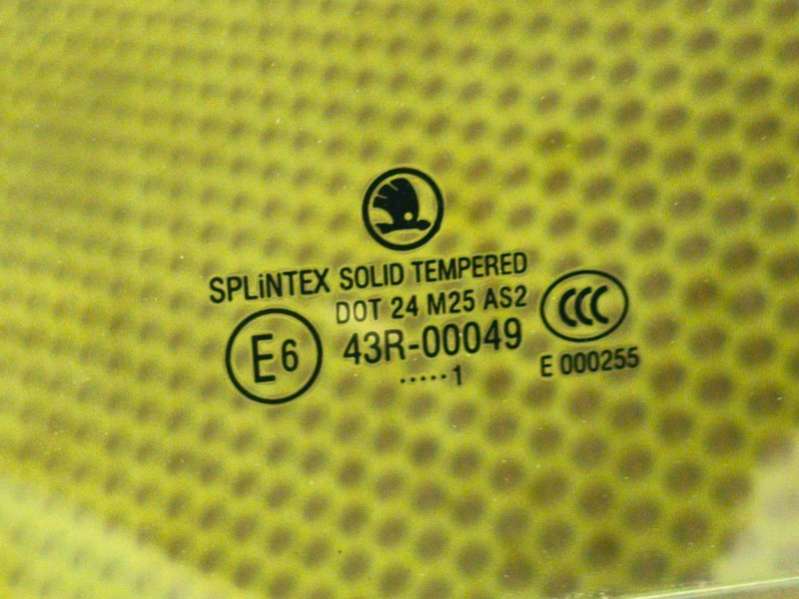 SPLiNTEX SOLID TEMPERED
DOT 24 M25 AS2
E6
43R-00049
·····1
CCC
E 000255